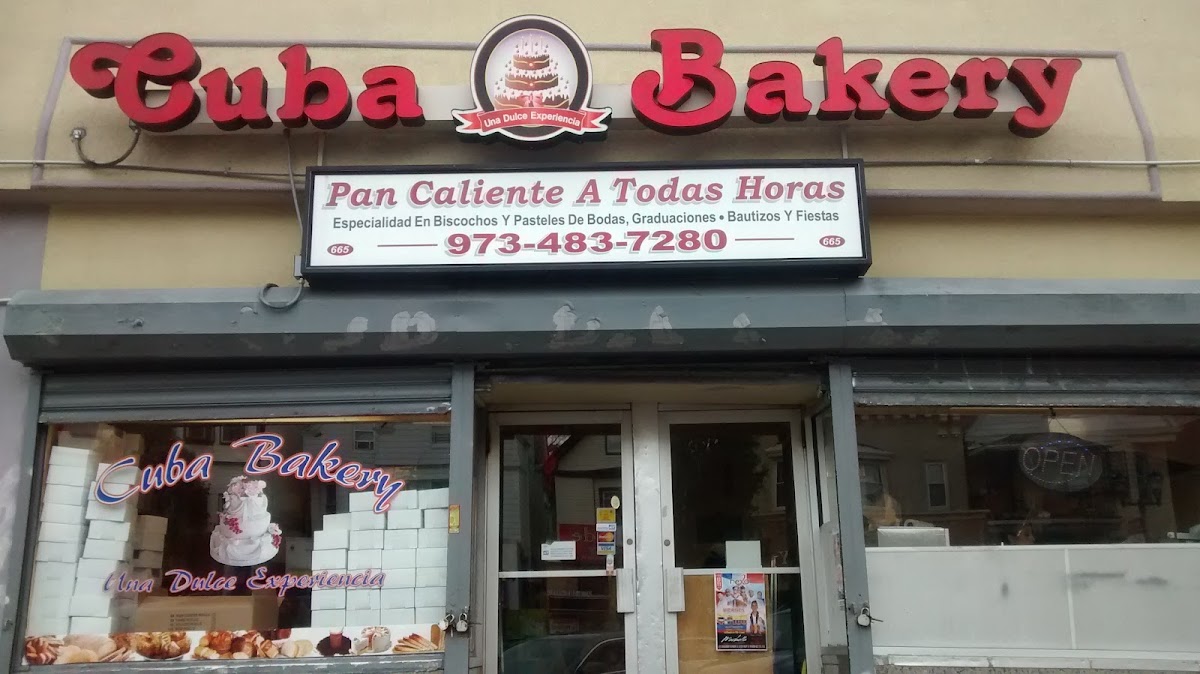 Cuba Bakery
Una Dulce Experiencia
Pan Caliente A Todas Horas
Especialidad En Biscochos Y Pasteles De Bodas, Graduaciones • Bautizos Y Fiestas
665 973-483-7280 665
Cuba Bakery
Una Dulce Experiencia
OPEN